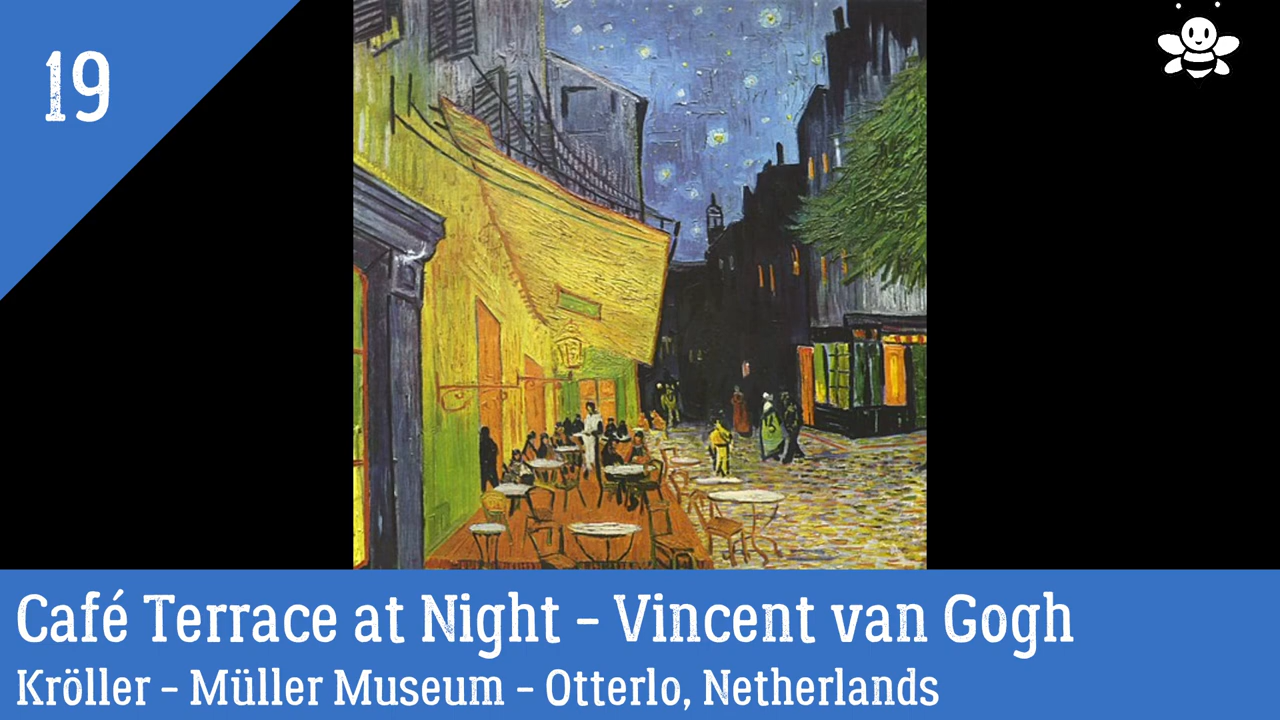 19
Café Terrace at Night – Vincent van Gogh
Kröller – Müller Museum – Otterlo, Netherlands